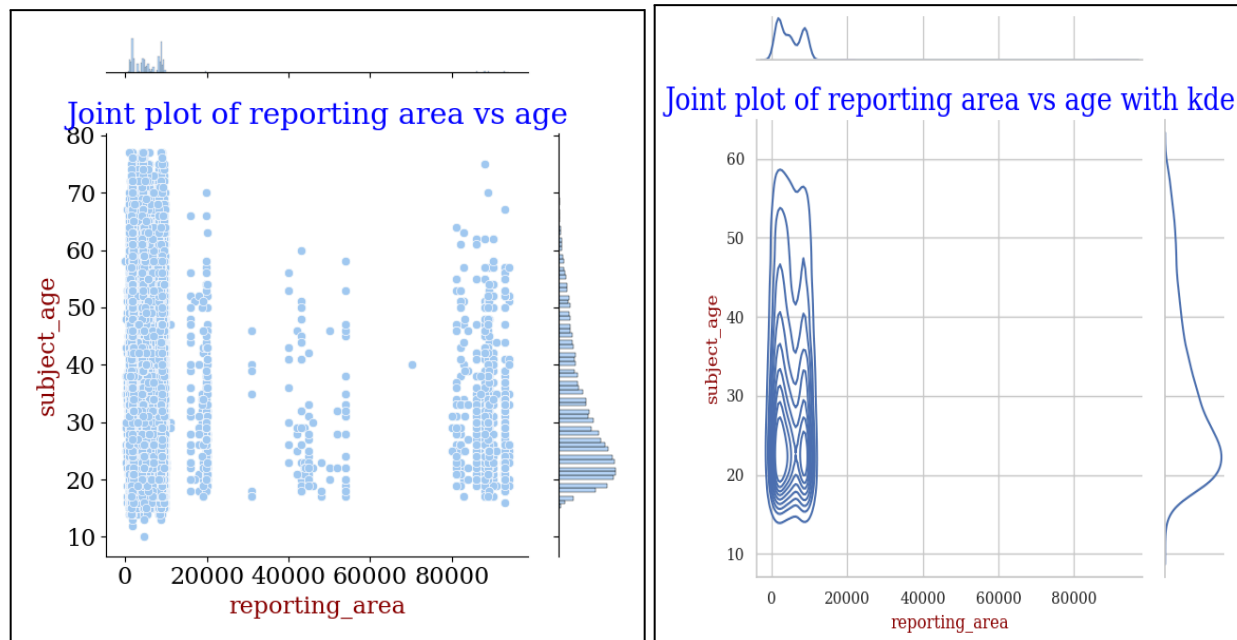 Joint plot of reporting area vs age
80
70
60
50
40
30
20
10
subject_age
0 20000 40000 60000 80000
reporting_area
Joint plot of reporting area vs age with kde
60
50
40
30
20
10
subject_age
0 20000 40000 60000 80000
reporting_area